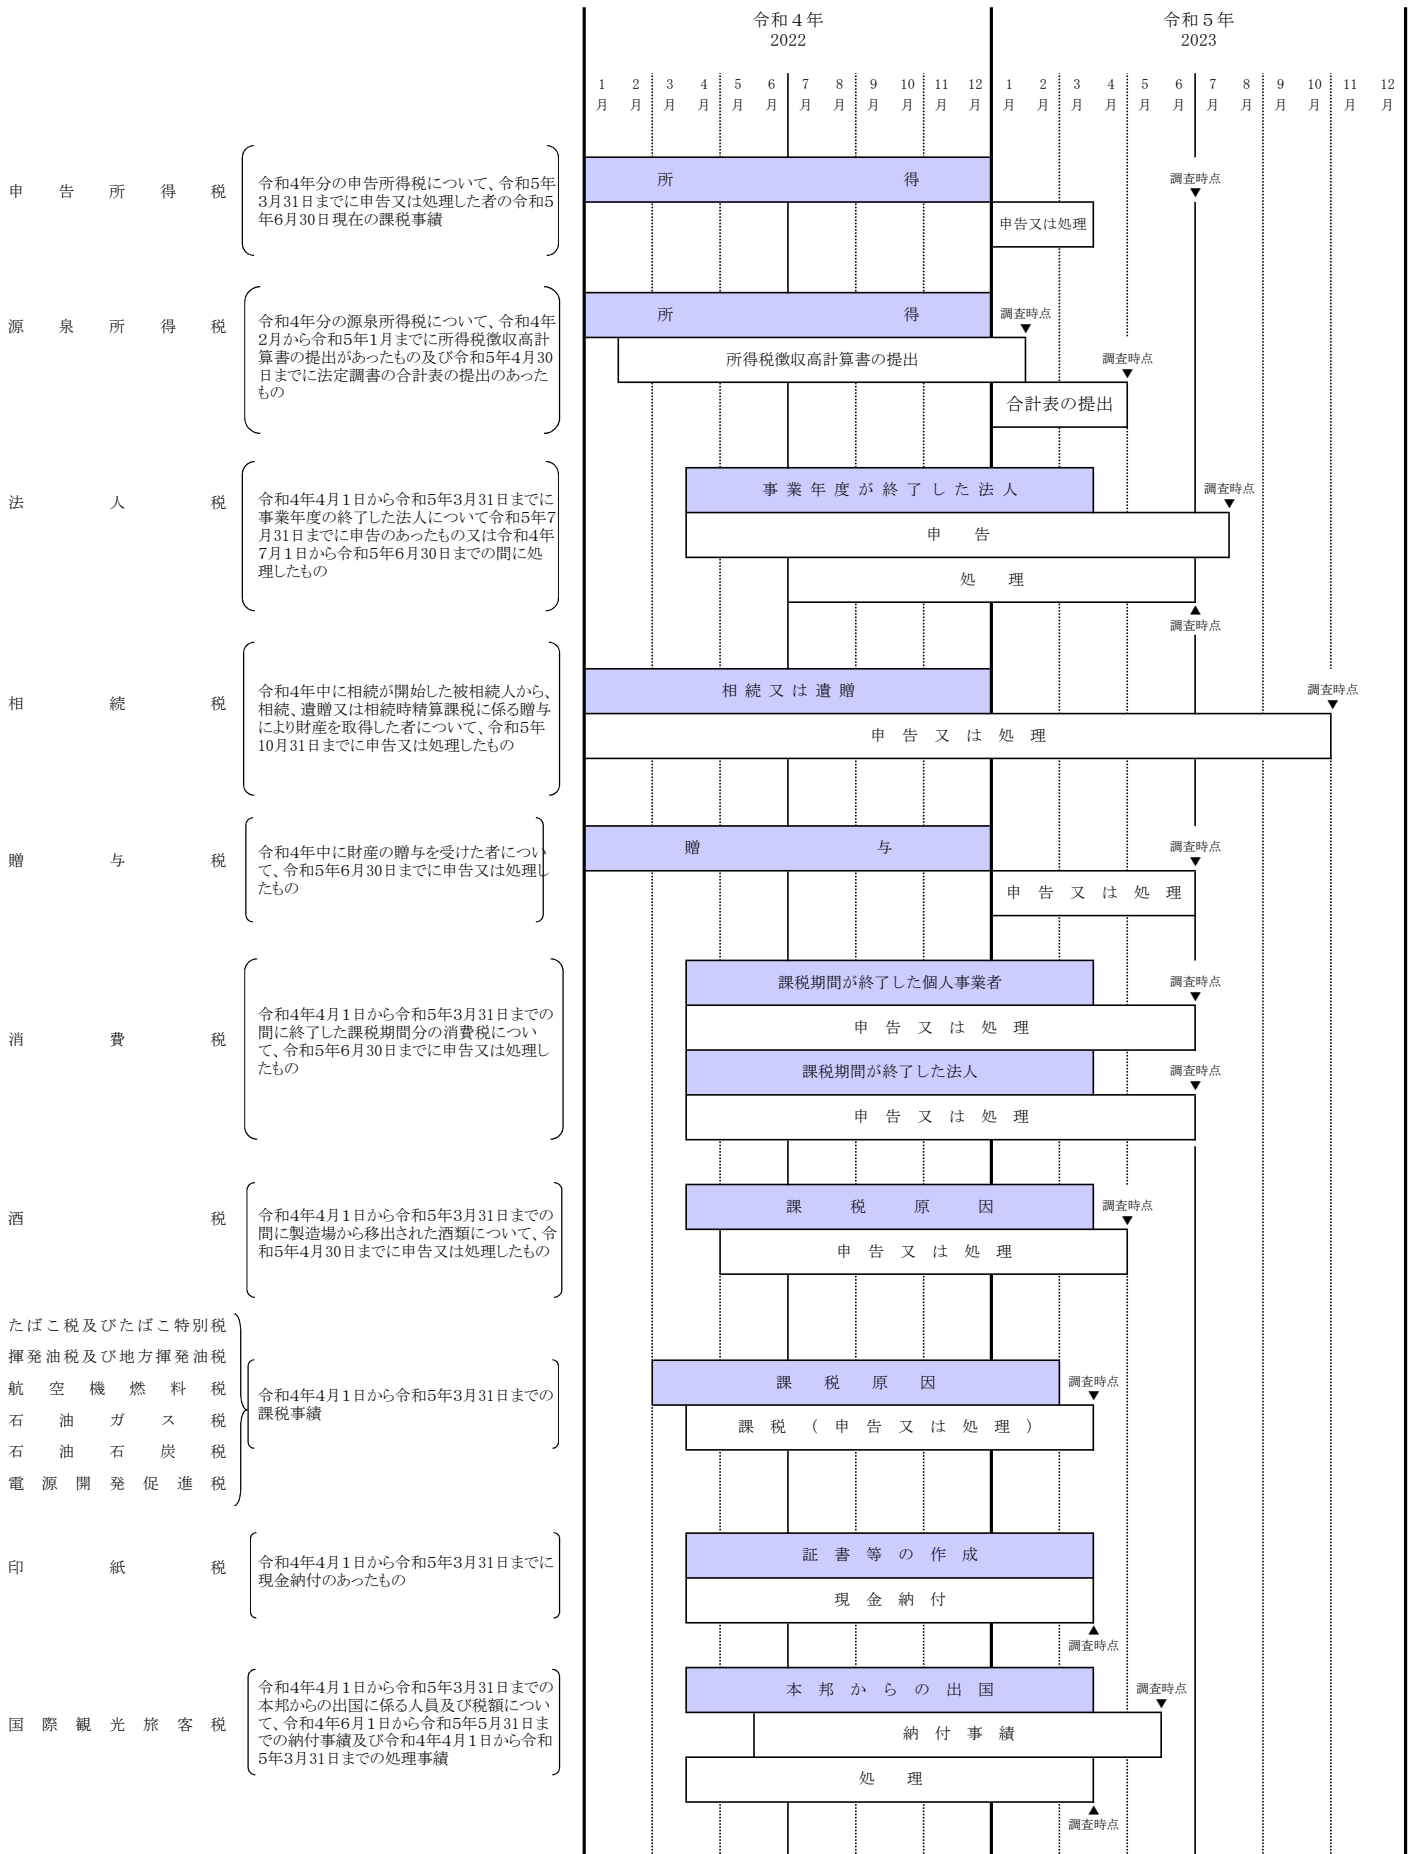 令和４年
2022
令和５年
2023
1 2 3 4 5 6 7 8 9 10 11 12 1 2 3 4 5 6 7 8 9 10 11 12
月 月 月 月 月 月 月 月 月 月 月 月 月 月 月 月 月 月 月 月 月 月 月 月
申告所得税
令和4年分の申告所得税について、令和5年
3月31日までに申告又は処理した者の令和5
年6月30日現在の課税事績
所得
調査時点
▼
申告又は処理
源泉所得税
令和4年分の源泉所得税について、令和4年
2月から令和5年1月までに所得税徴収高計
算書の提出があったもの及び令和5年4月30
日までに法定調書の合計表の提出のあった
もの
所得
調査時点
▼
所得税徴収高計算書の提出
調査時点
▼
合計表の提出
法人税
令和4年4月１日から令和5年3月31日までに
事業年度の終了した法人について令和5年7
月31日までに申告のあったもの又は令和4年
7月１日から令和5年6月30日までの間に処
理したもの
事業年度が終了した法人
調査時点
▼
申告
処理
▲
調査時点
相続税
令和4年中に相続が開始した被相続人から、
相続、遺贈又は相続時精算課税に係る贈与
により財産を取得した者について、令和5年
10月31日までに申告又は処理したもの
相続又は遺贈
調査時点
▼
申告又は処理
贈与税
令和4年中に財産の贈与を受けた者につい
て、令和5年6月30日までに申告又は処理し
たもの
贈与
調査時点
▼
申告又は処理
消費税
令和4年4月１日から令和5年3月31日までの
間に終了した課税期間分の消費税につい
て、令和5年6月30日までに申告又は処理し
たもの
課税期間が終了した個人事業者
調査時点
▼
申告又は処理
課税期間が終了した法人
調査時点
▼
申告又は処理
酒税
令和4年4月１日から令和5年3月31日までの
間に製造場から移出された酒類について、令
和5年4月30日までに申告又は処理したもの
課税原因
調査時点
▼
申告又は処理
たばこ税及びたばこ特別税
揮発油税及び地方揮発油税
航空機燃料税
石油ガス税
石油石炭税
電源開発促進税
令和4年4月１日から令和5年3月31日までの
課税事績
課税原因
調査時点
▼
課税（申告又は処理）
印紙税
令和4年4月１日から令和5年3月31日までに
現金納付のあったもの
証書等の作成
現金納付
▲
調査時点
国際観光旅客税
令和4年4月１日から令和5年3月31日までの
本邦からの出国に係る人員及び税額につい
て、令和4年6月１日から令和5年5月31日ま
での納付事績及び令和4年4月１日から令和
5年3月31日までの処理事績
本邦からの出国
調査時点
▼
納付事績
処理
▲
調査時点